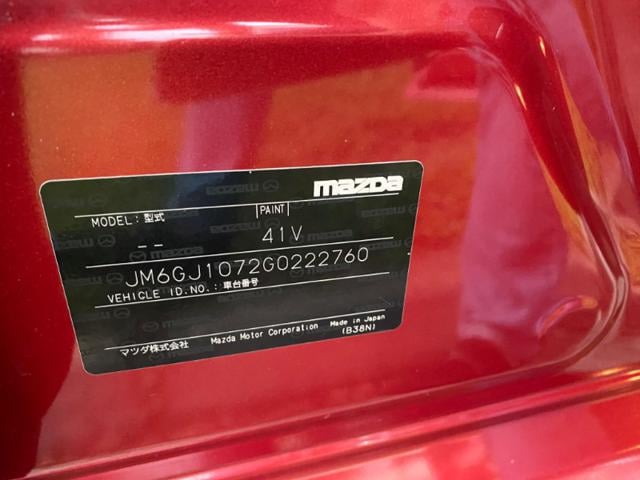 mazda
MODEL: 型式 PAINT
-- 41V
JM6GJ1072G0222760
VEHICLE ID.NO.:車台番号
マツダ株式会社 Mazda Motor Corporation Made in Japan
(B38N)